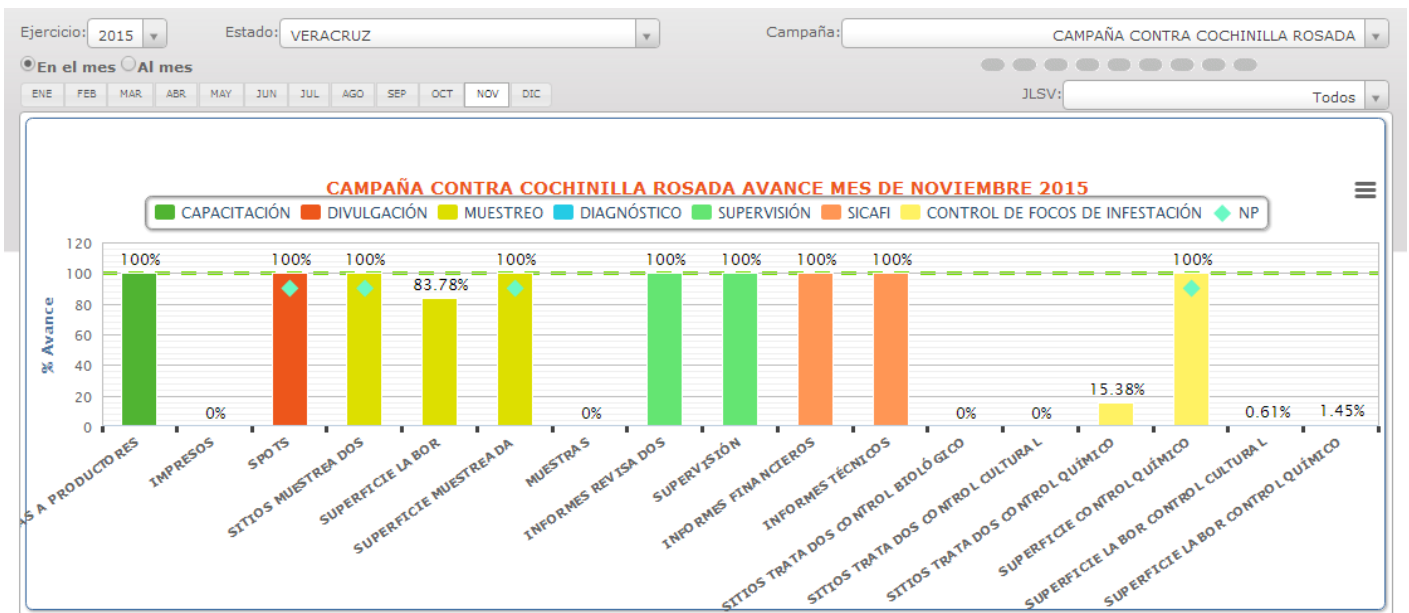 Ejercicio: 2015 Estado: VERACRUZ Campaña: CAMPAÑA CONTRA COCHINILLA ROSADA
En el mes Al mes
ENE FEB MAR ABR MAY JUN JUL AGO SEP OCT NOV DIC JLSV: Todos
CAMPAÑA CONTRA COCHINILLA ROSADA AVANCE MES DE NOVIEMBRE 2015
CAPACITACIÓN DIVULGACIÓN MUESTREO DIAGNÓSTICO SUPERVISIÓN SICAFI CONTROL DE FOCOS DE INFESTACIÓN NP
% Avance
120
100
80
60
40
20
0
100% 0% 100% 100% 83.78% 100% 0% 100% 100% 100% 100% 0% 0% 15.38% 100% 0.61% 1.45%
AS A PRODUCTORES
IMPRESOS
SPOTS
SITIOS MUESTREADOS
SUPERFICIE LABOR
SUPERFICIE MUESTREADA
MUESTRAS
INFORMES REVISADOS
SUPERVISIÓN
INFORMES FINANCIEROS
INFORMES TÉCNICOS
SITIOS TRATADOS CONTROL BIOLÓGICO
SITIOS TRATADOS CONTROL CULTURAL
SITIOS TRATADOS CONTROL QUÍMICO
SUPERFICIE CONTROL QUÍMICO
SUPERFICIE LABOR CONTROL CULTURAL
SUPERFICIE LABOR CONTROL QUÍMICO